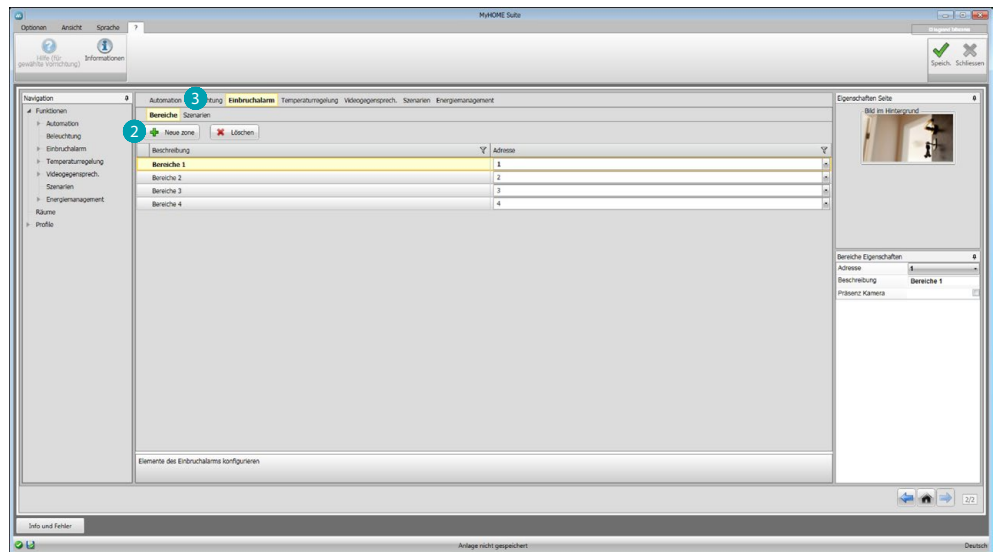 MyHOME Suite
Optionen Ansicht Sprache ?
Hilfe (für gewählte Vorrichtung) Informationen
Speich. Schliessen
Navigation
Funktionen
Automation
Beleuchtung
Einbruchalarm
Temperaturregelung
Videogegensprech.
Szenarien
Energiemanagement
Räume
Profile
3
Automation tung Einbruchalarm Temperaturregelung Videogegensprech. Szenarien Energiemanagement
Bereiche Szenarien
2 Neue zone Löschen
Beschreibung Adresse
Bereiche 1 1
Bereiche 2 2
Bereiche 3 3
Bereiche 4 4
Elemente des Einbruchalarms konfigurieren
Eigenschaften Seite
Bild im Hintergrund
Bereiche Eigenschaften
Adresse 1
Beschreibung Bereiche 1
Präsenz Kamera
2/2
Info und Fehler
Anlage nicht gespeichert
Deutsch